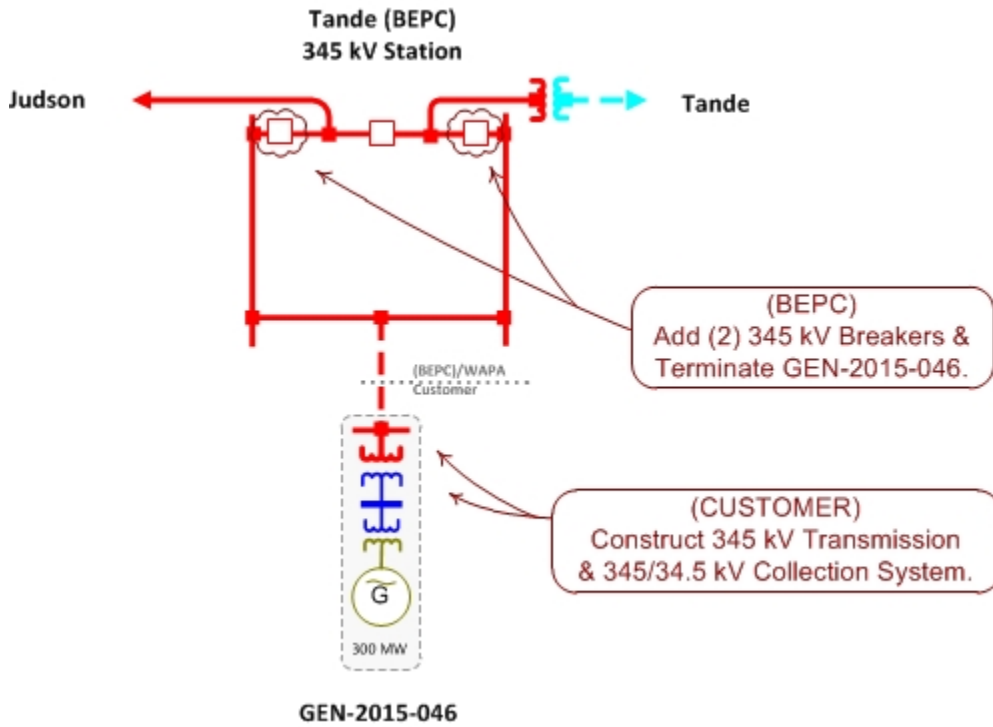 Tande (BEPC)
345 kV Station
Judson
Tande
(BEPC)
Add (2) 345 kV Breakers &
Terminate GEN-2015-046.
(BEPC)/WAPA
Customer
(CUSTOMER)
Construct 345 kV Transmission
& 345/34.5 kV Collection System.
G
300 MW
GEN-2015-046